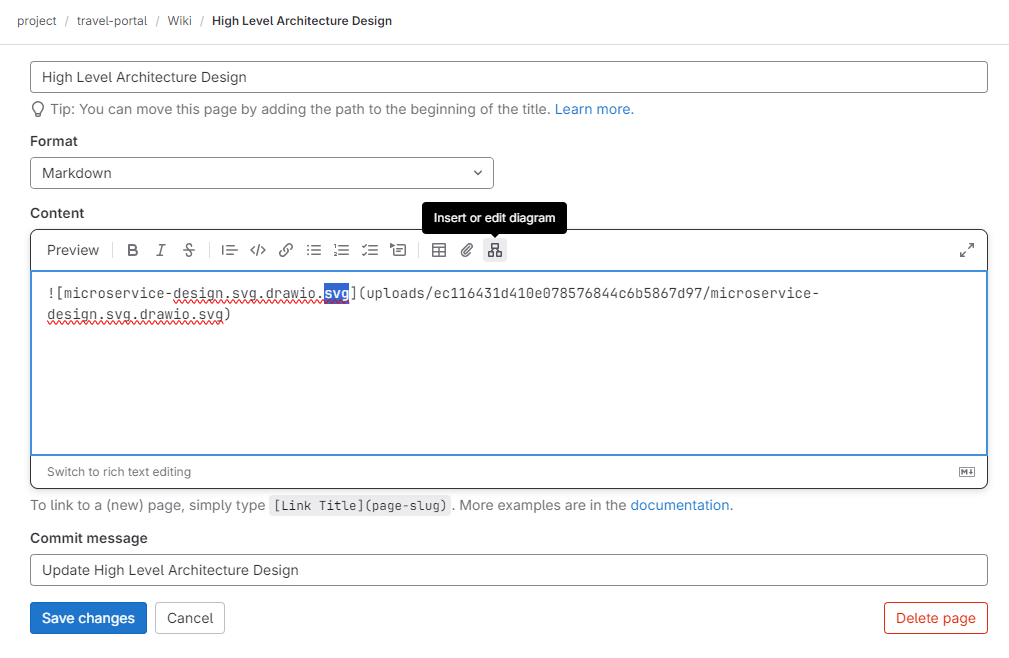 project / travel-portal / Wiki / High Level Architecture Design
High Level Architecture Design
Tip: You can move this page by adding the path to the beginning of the title. Learn more.
Format
Markdown
Content
Insert or edit diagram
Preview B I S
![microservice-design.svg.drawio.svg](uploads/ec116431d410e078576844c6b5867d97/microservice-
design.svg.drawio.svg)
Switch to rich text editing M↓
To link to a (new) page, simply type [Link Title](page-slug). More examples are in the documentation.
Commit message
Update High Level Architecture Design
Save changes Cancel Delete page